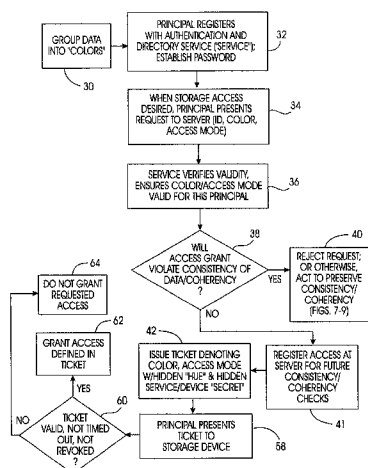 GROUP DATA
INTO "COLORS"
30
PRINCIPAL REGISTERS
WITH AUTHENTICATION AND
DIRECTORY SERVICE ("SERVICE");
ESTABLISH PASSWORD
32
WHEN STORAGE ACCESS
DESIRED, PRINCIPAL PRESENTS
REQUEST TO SERVER (ID, COLOR,
ACCESS MODE)
34
SERVICE VERIFIES VALIDITY,
ENSURES COLOR/ACCESS MODE
VALID FOR THIS PRINCIPAL
36
WILL
ACCESS GRANT
VIOLATE CONSISTENCY OF
DATA/COHERENCY
?
38
YES
REJECT REQUEST;
OR OTHERWISE,
ACT TO PRESERVE
CONSISTENCY/
COHERENCY
(FIGS. 7-9)
40
NO
REGISTER ACCESS AT
SERVER FOR FUTURE
CONSISTENCY/
COHERENCY
CHECKS
41
ISSUE TICKET DENOTING
COLOR, ACCESS MODE
W/HIDDEN "HUE" & HIDDEN
SERVICE/DEVICE "SECRET"
42
PRINCIPAL PRESENTS
TICKET TO
STORAGE DEVICE
58
TICKET
VALID, NOT TIMED
OUT, NOT
REVOKED
?
60
YES
GRANT ACCESS
DEFINED IN
TICKET
62
NO
DO NOT GRANT
REQUESTED
ACCESS
64